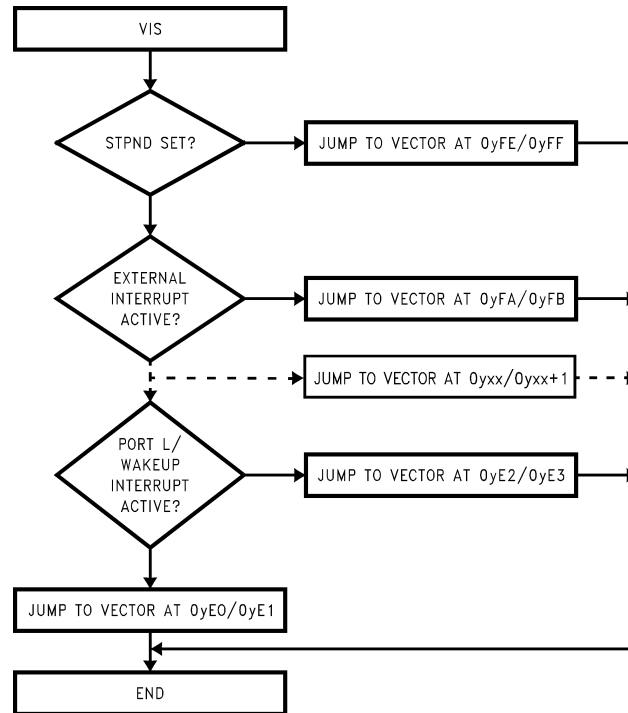 VIS
STPND SET?
JUMP TO VECTOR AT 0yFE/0yFF
EXTERNAL
INTERRUPT
ACTIVE?
JUMP TO VECTOR AT 0yFA/0yFB
JUMP TO VECTOR AT 0yxx/0yxx+1
PORT L/
WAKEUP
INTERRUPT
ACTIVE?
JUMP TO VECTOR AT 0yE2/0yE3
JUMP TO VECTOR AT 0yE0/0yE1
END